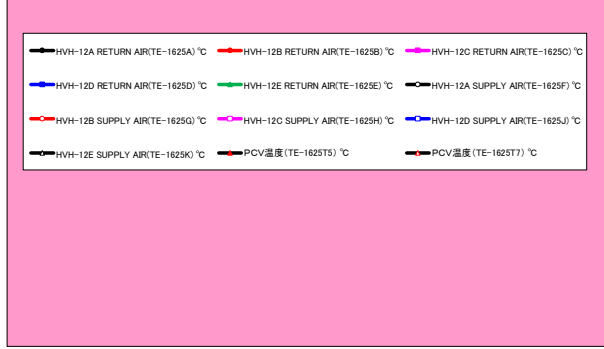 HVH-12A RETURN AIR(TE-1625A) ℃ HVH-12B RETURN AIR(TE-1625B) ℃ HVH-12C RETURN AIR(TE-1625C) ℃
HVH-12D RETURN AIR(TE-1625D) ℃ HVH-12E RETURN AIR(TE-1625E) ℃ HVH-12A SUPPLY AIR(TE-1625F) ℃
HVH-12B SUPPLY AIR(TE-1625G) ℃ HVH-12C SUPPLY AIR(TE-1625H) ℃ HVH-12D SUPPLY AIR(TE-1625J) ℃
HVH-12E SUPPLY AIR(TE-1625K) ℃ PCV温度(TE-1625T5) ℃ PCV温度(TE-1625T7) ℃